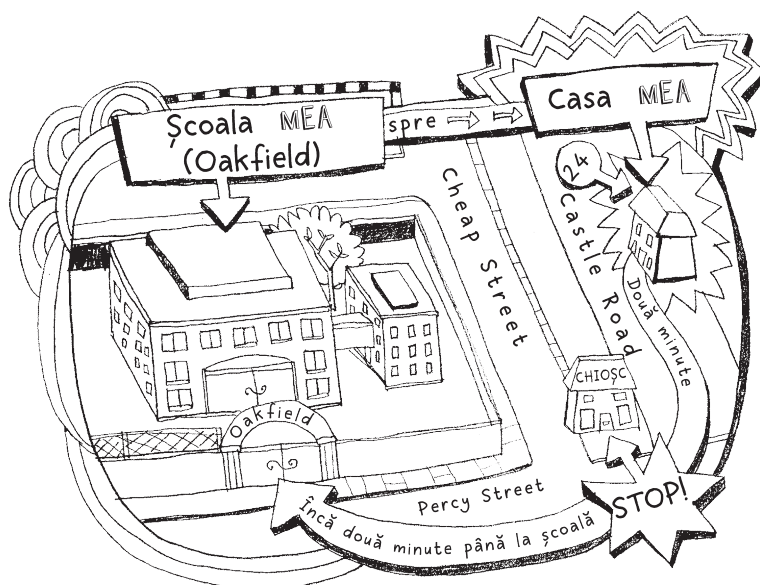 Școala MEA
(Oakfield)
spre
Casa MEA
24
Cheap Street
Castle Road
Două minute
CHIOȘC
Oakfield
Percy Street
STOP!
Încă două minute până la școală